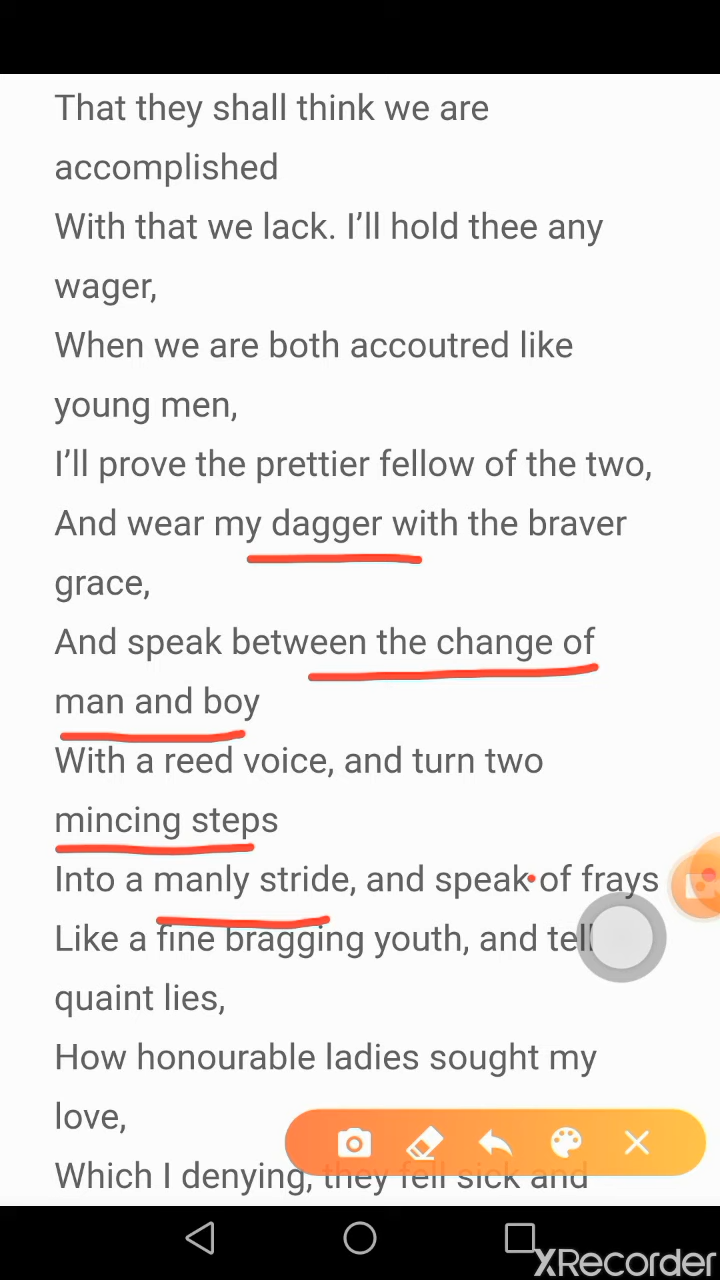 That they shall think we are
accomplished
With that we lack. I’ll hold thee any
wager,
When we are both accoutred like
young men,
I’ll prove the prettier fellow of the two,
And wear my dagger with the braver
grace,
And speak between the change of
man and boy
With a reed voice, and turn two
mincing steps
Into a manly stride, and speak of frays
Like a fine bragging youth, and tell
quaint lies,
How honourable ladies sought my
love,
Which I denying, they fell sick and
XRecorder